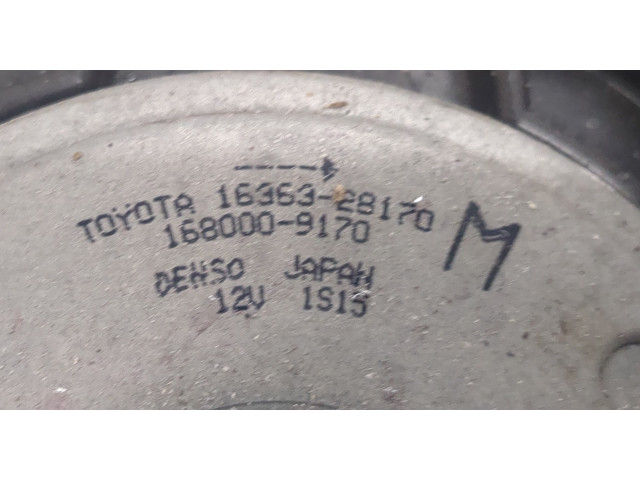 TOYOTA 16363-28170
168000-9170
M
DENSO JAPAN
12V 1S15